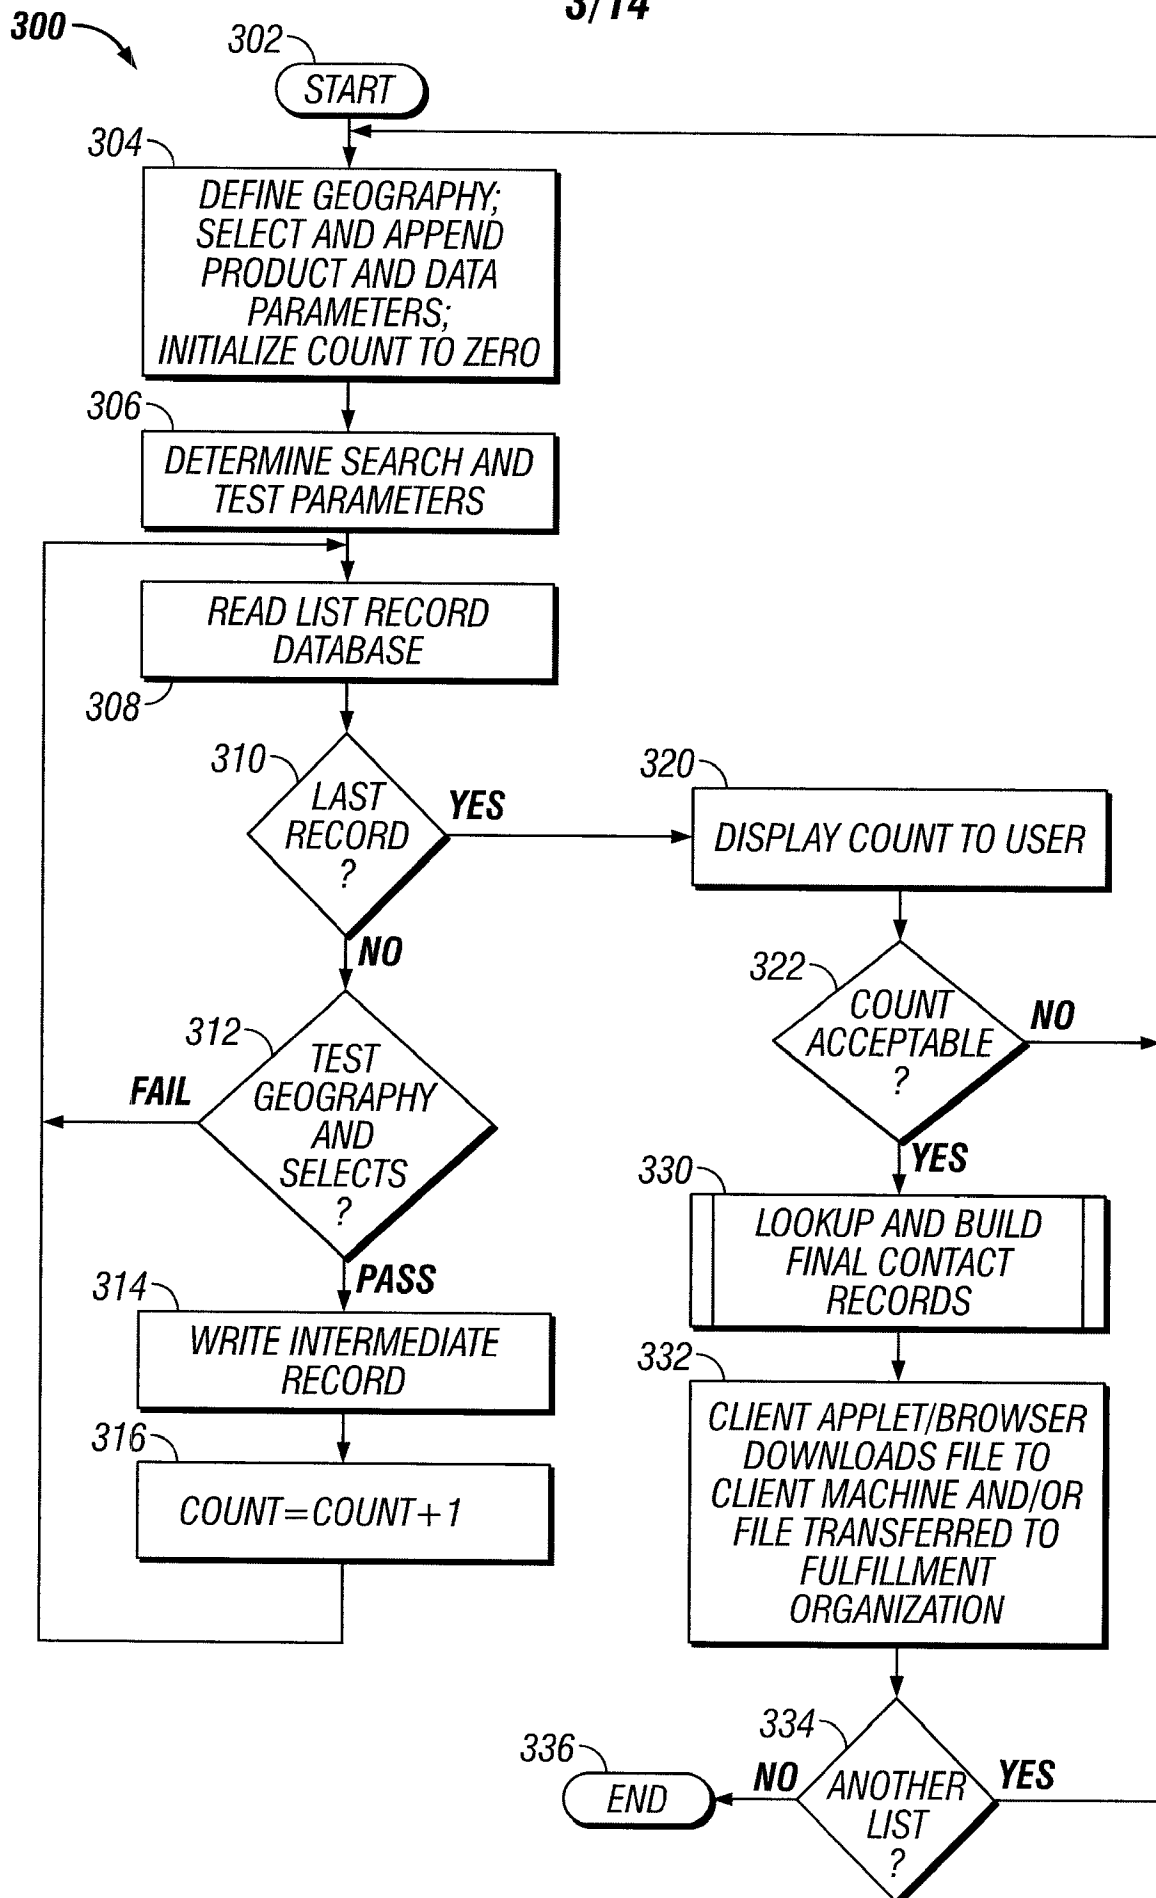 3/14
300
302
START
304
DEFINE GEOGRAPHY;
SELECT AND APPEND
PRODUCT AND DATA
PARAMETERS;
INITIALIZE COUNT TO ZERO
306
DETERMINE SEARCH AND
TEST PARAMETERS
READ LIST RECORD
DATABASE
308
310
LAST
RECORD
?
YES
NO
312
TEST
GEOGRAPHY
AND
SELECTS
?
FAIL
PASS
314
WRITE INTERMEDIATE
RECORD
316
COUNT=COUNT+1
320
DISPLAY COUNT TO USER
322
COUNT
ACCEPTABLE
?
NO
YES
330
LOOKUP AND BUILD
FINAL CONTACT
RECORDS
332
CLIENT APPLET/BROWSER
DOWNLOADS FILE TO
CLIENT MACHINE AND/OR
FILE TRANSFERRED TO
FULFILLMENT
ORGANIZATION
334
ANOTHER
LIST
?
YES
NO
336
END